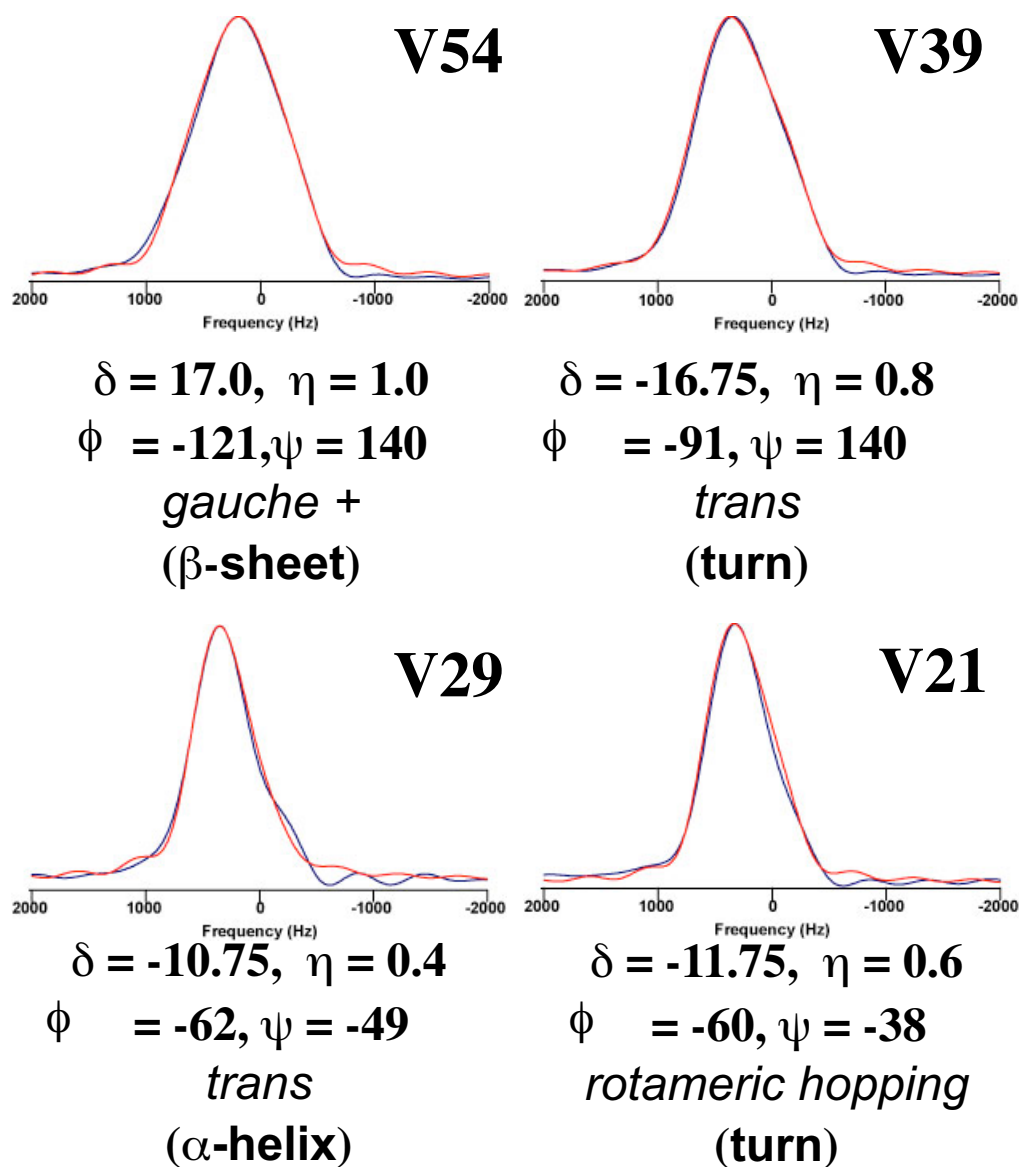 V54
2000 1000 0 -1000 -2000
Frequency (Hz)
δ = 17.0, η = 1.0
ϕ = -121,ψ = 140
gauche +
(β-sheet)
V39
2000 1000 0 -1000 -2000
Frequency (Hz)
δ = -16.75, η = 0.8
ϕ = -91, ψ = 140
trans
(turn)
V29
2000 1000 0 -1000 -2000
Frequency (Hz)
δ = -10.75, η = 0.4
ϕ = -62, ψ = -49
trans
(α-helix)
V21
2000 1000 0 -1000 -2000
Frequency (Hz)
δ = -11.75, η = 0.6
ϕ = -60, ψ = -38
rotameric hopping
(turn)